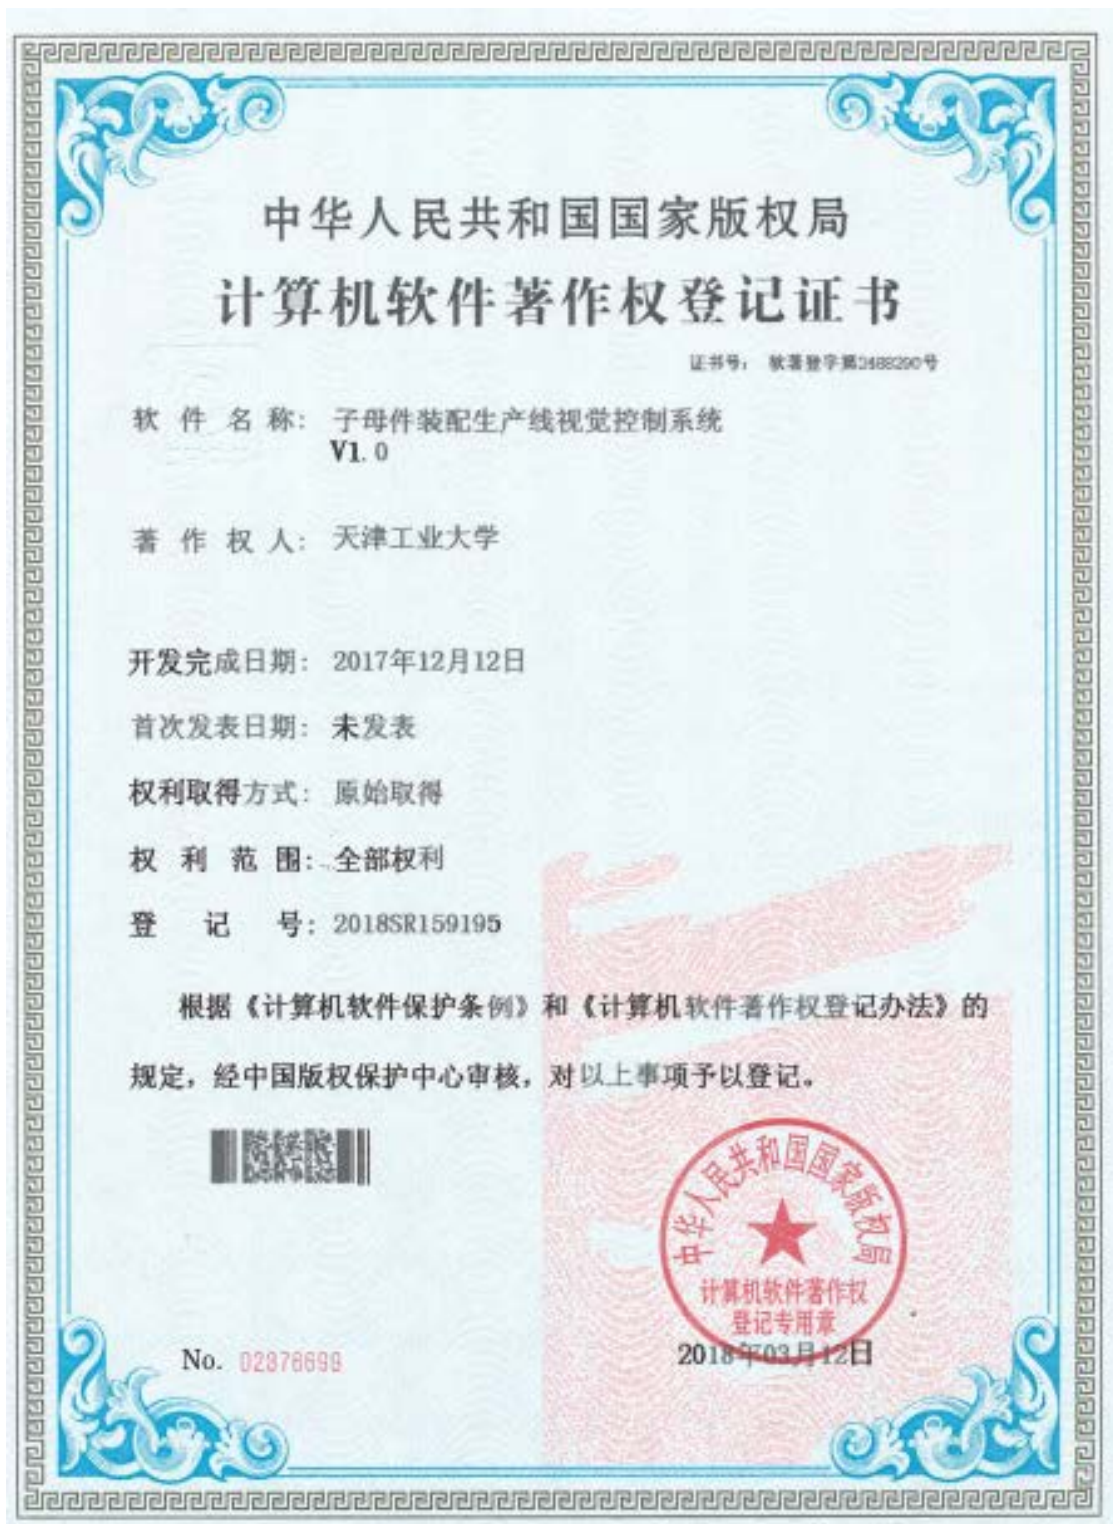 中华人民共和国国家版权局
计算机软件著作权登记证书
证书号： 软著登字第2488290号
软件名称： 子母件装配生产线视觉控制系统
V1.0
著作权人： 天津工业大学
开发完成日期： 2017年12月12日
首次发表日期： 未发表
权利取得方式： 原始取得
权利范围： 全部权利
登记号： 2018SR159195
根据《计算机软件保护条例》和《计算机软件著作权登记办法》的
规定，经中国版权保护中心审核，对以上事项予以登记。
中华人民共和国国家版权局
计算机软件著作权
登记专用章
No. 02378699
2018年03月12日